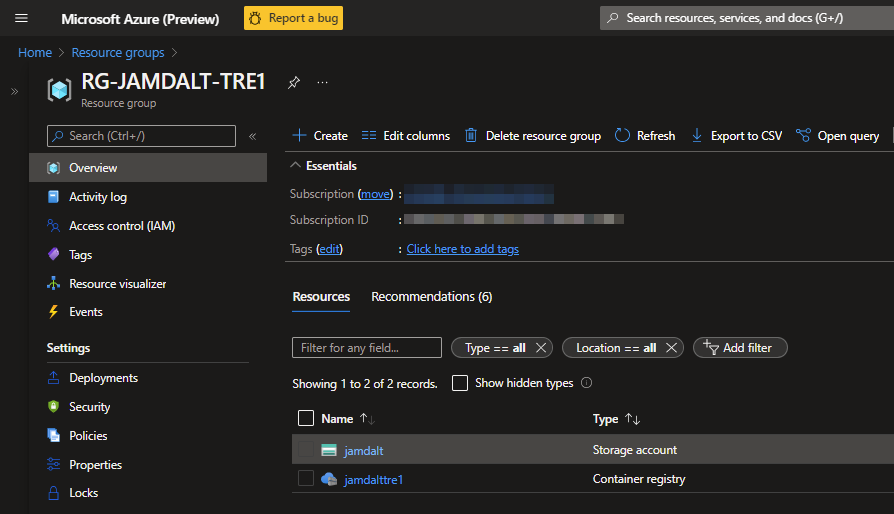 Microsoft Azure (Preview) Report a bug Search resources, services, and docs (G+/)
Home > Resource groups >
RG-JAMDALT-TRE1 ...
Resource group
Search (Ctrl+/) «
Create Edit columns Delete resource group Refresh Export to CSV Open query
Overview
Activity log
Access control (IAM)
Tags
Resource visualizer
Events
Settings
Deployments
Security
Policies
Properties
Locks
Essentials
Subscription (move) :
Subscription ID :
Tags (edit) : Click here to add tags
Resources Recommendations (6)
Filter for any field... Type == all Location == all Add filter
Showing 1 to 2 of 2 records. Show hidden types
Name ↑↓ Type ↑↓
jamdalt Storage account
jamdalttre1 Container registry